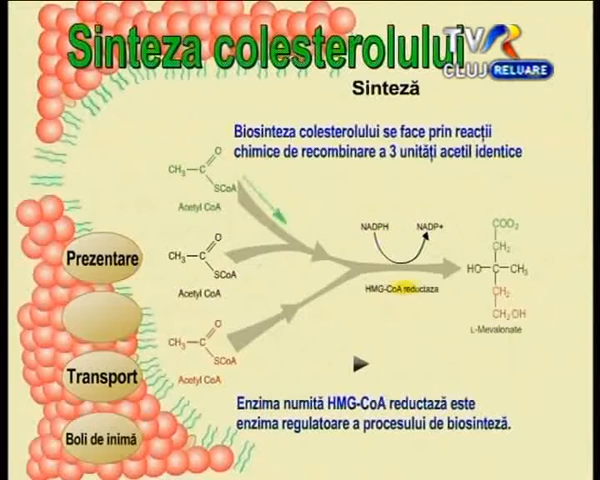 Sinteza colesterolului
TVR
CLUJ RELUARE
Sinteză
Biosinteza colesterolului se face prin reacții
chimice de recombinare a 3 unități acetil identice
CH₃—C
O
SCoA
Acetyl CoA
NADPH
NADP+
COO₂
CH₂
Prezentare
CH₃—C
O
SCoA
Acetyl CoA
HO—C—CH₃
HMG-CoA reductaza
CH₂
CH₂OH
L-Mevalonate
CH₃—C
O
SCoA
Acetyl CoA
Transport
Enzima numită HMG-CoA reductază este
enzima regulatoare a procesului de biosinteză.
Boli de inimă